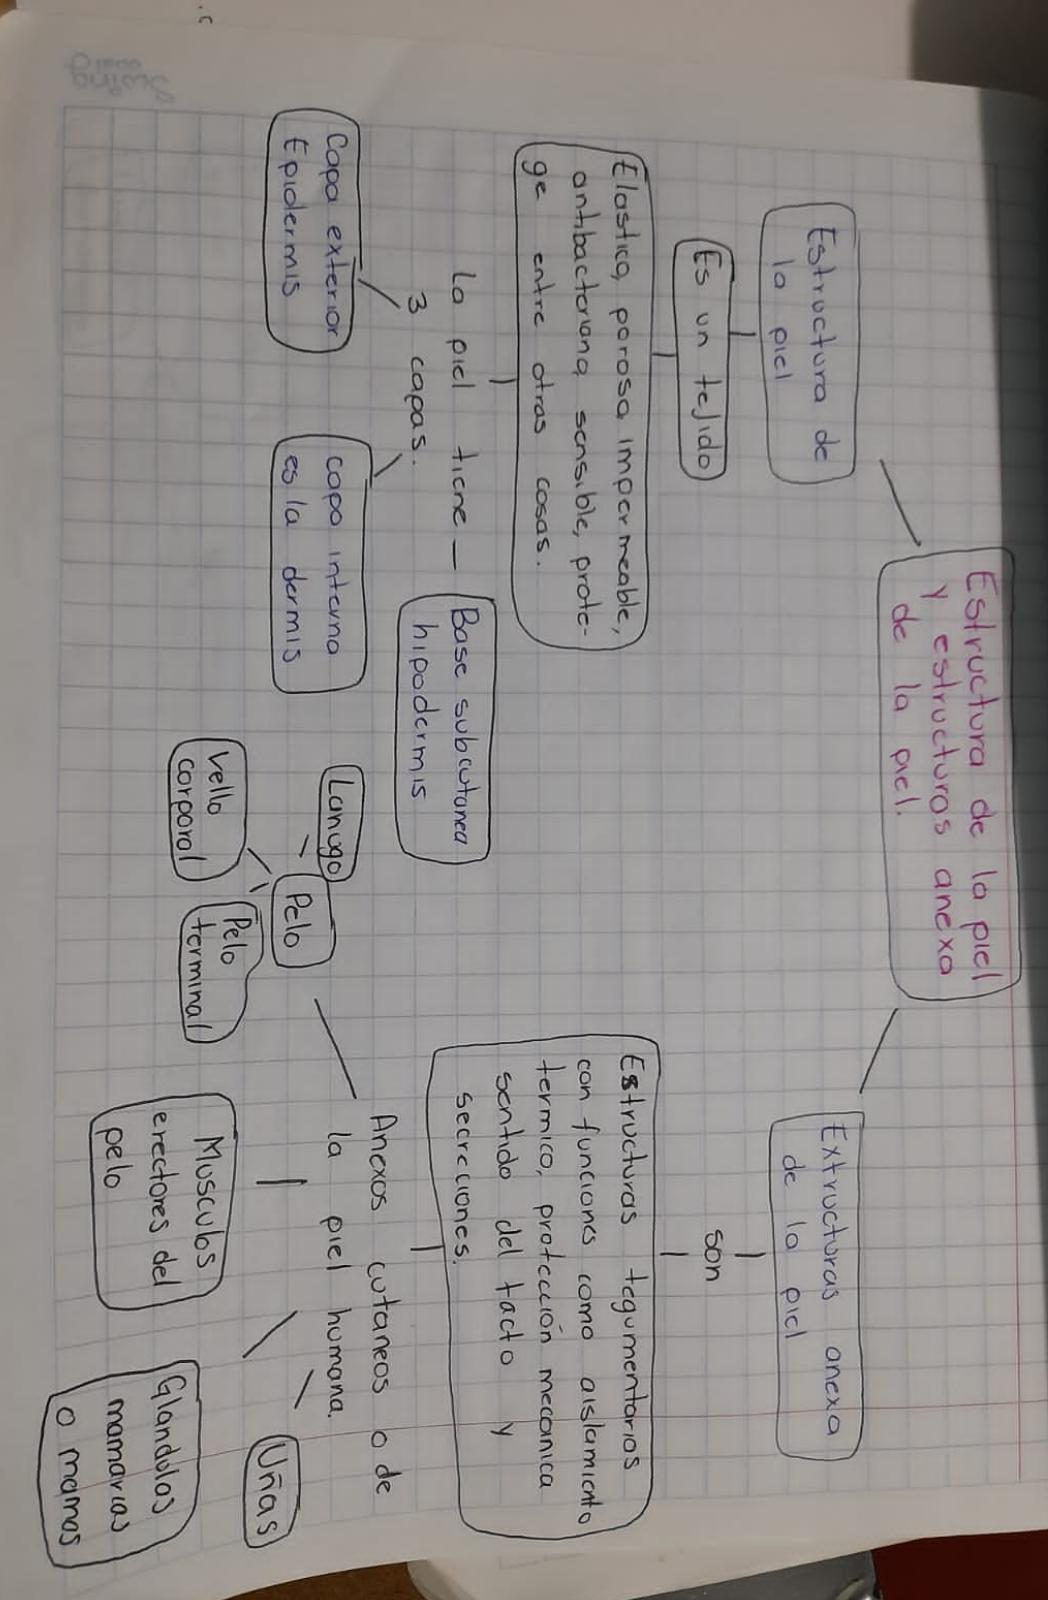 Estructura de la piel
y estructuras anexa
de la piel.
Estructura de
la piel
Es un tejido
Elastica, porosa, impermeable,
antibacteriana, sensible, prote-
ge entre otras cosas.
la piel tiene —
3 capas.
Capa exterior
Epidermis
capa interna
es la dermis
Base subcutanea
hipodermis
Extructuras anexa
de la piel
son
Estructuras tegumentarios
con funciones como aislamiento
termico, protección mecanica
sentido del tacto y
secreciones.
Anexos cutaneos o de
la piel humana.
Pelo
Lanugo
Vello
corporal
Pelo
terminal
Musculos
erectores del
pelo
Uñas
Glandulas
mamarias
o mamas
Swing